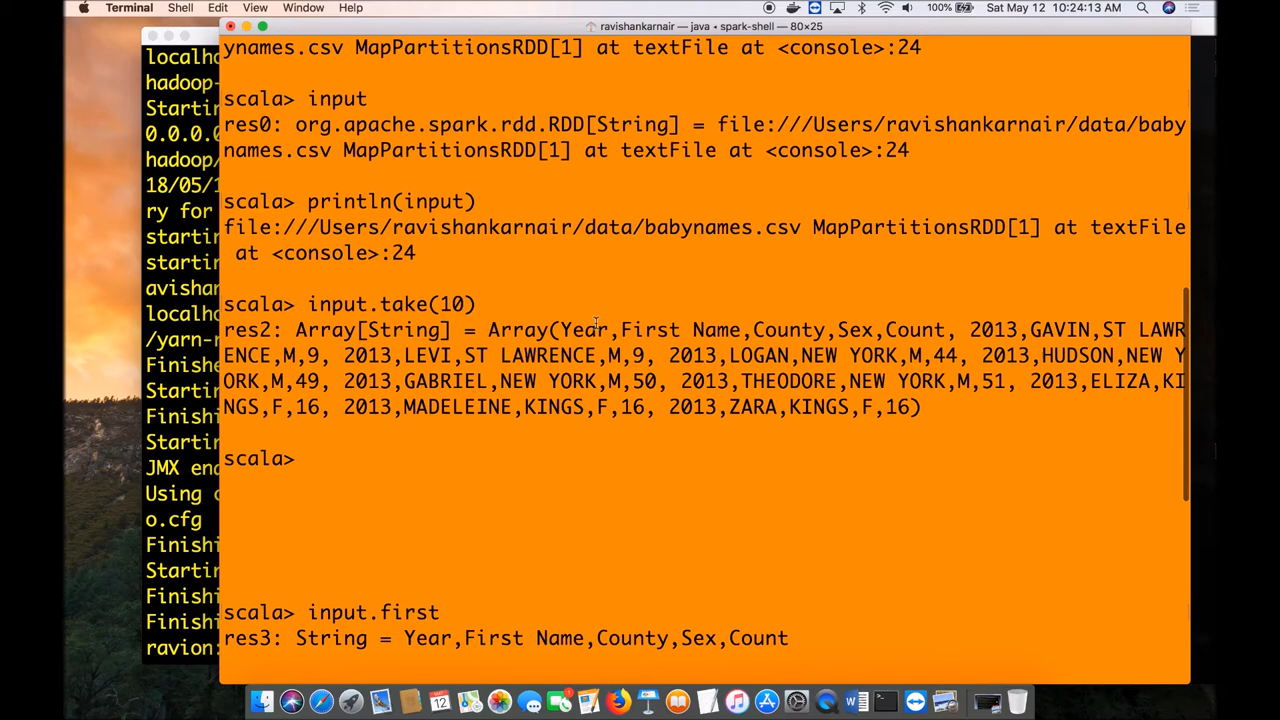 Terminal Shell Edit View Window Help 100% Sat May 12 10:24:13 AM
ravishankarnair — java • spark-shell — 80×25
ynames.csv MapPartitionsRDD[1] at textFile at <console>:24
scala> input
res0: org.apache.spark.rdd.RDD[String] = file:///Users/ravishankarnair/data/baby
names.csv MapPartitionsRDD[1] at textFile at <console>:24
scala> println(input)
file:///Users/ravishankarnair/data/babynames.csv MapPartitionsRDD[1] at textFile
at <console>:24
scala> input.take(10)
res2: Array[String] = Array(Year,First Name,County,Sex,Count, 2013,GAVIN,ST LAWR
ENCE,M,9, 2013,LEVI,ST LAWRENCE,M,9, 2013,LOGAN,NEW YORK,M,44, 2013,HUDSON,NEW Y
ORK,M,49, 2013,GABRIEL,NEW YORK,M,50, 2013,THEODORE,NEW YORK,M,51, 2013,ELIZA,KI
NGS,F,16, 2013,MADELEINE,KINGS,F,16, 2013,ZARA,KINGS,F,16)
scala>
scala> input.first
res3: String = Year,First Name,County,Sex,Count
localho
hadoop-
Startin
0.0.0.0
hadoop/
18/05/1
ry for
startin
startin
avishan
localho
/yarn-r
Finishe
Startin
Finishi
Startin
JMX ena
Using c
o.cfg
Finishi
Startin
Finishi
Finishi
ravion:
12